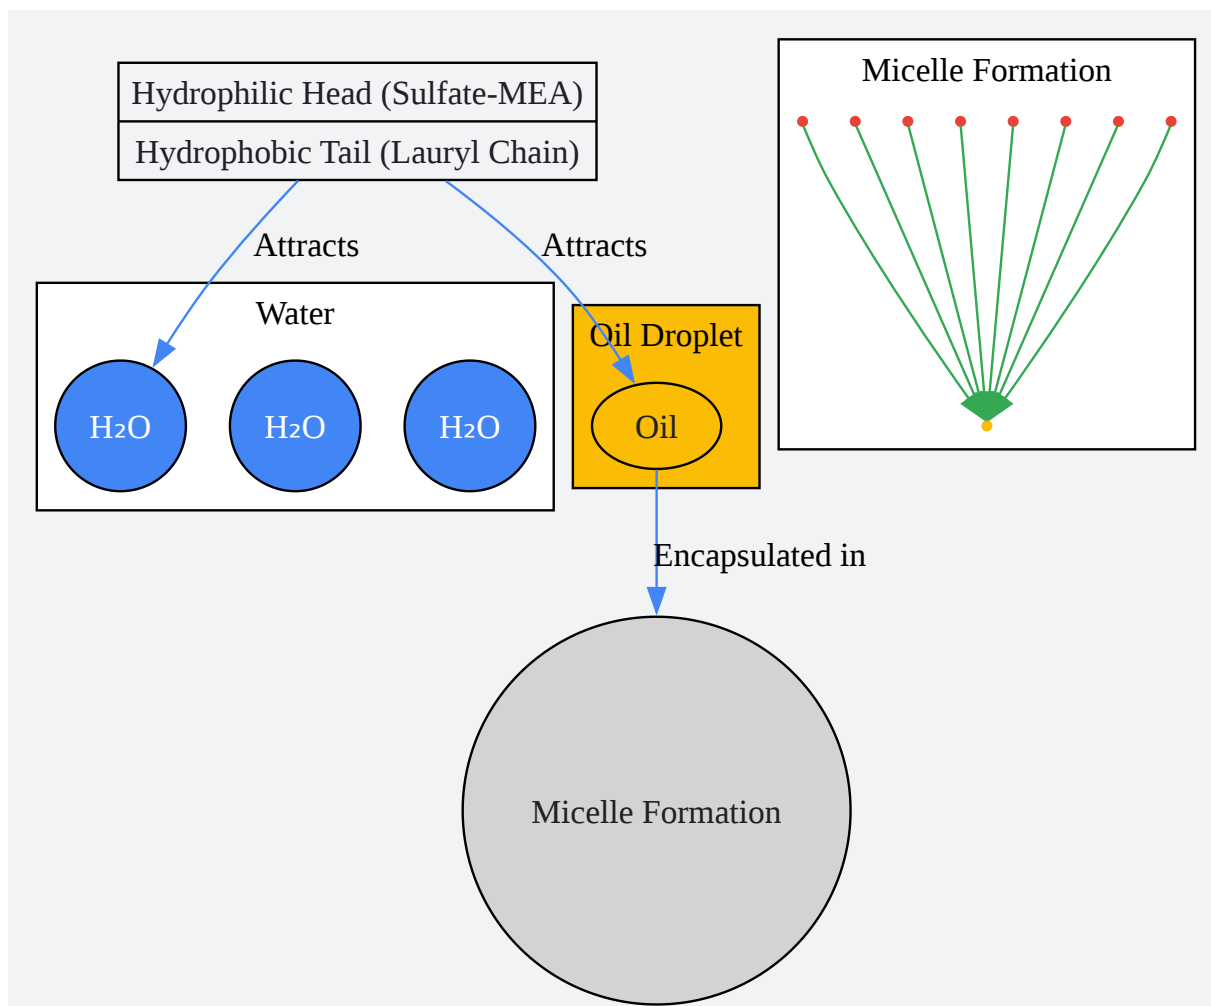 Hydrophilic Head (Sulfate-MEA)
Hydrophobic Tail (Lauryl Chain)
Micelle Formation
Attracts
Attracts
Water
Oil Droplet
H₂O
H₂O
H₂O
Oil
Encapsulated in
Micelle Formation